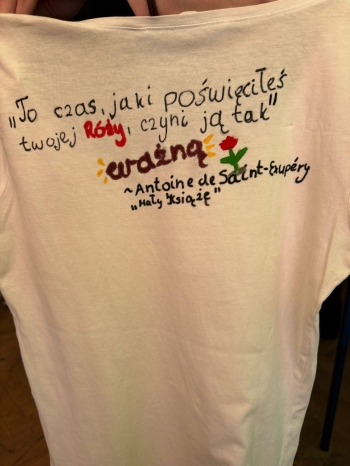 „To czas, jaki poświęciłeś
twojej Róży, czyni ją tak"
ważną
~Antoine de Saint-Exupéry
„Mały Książę"